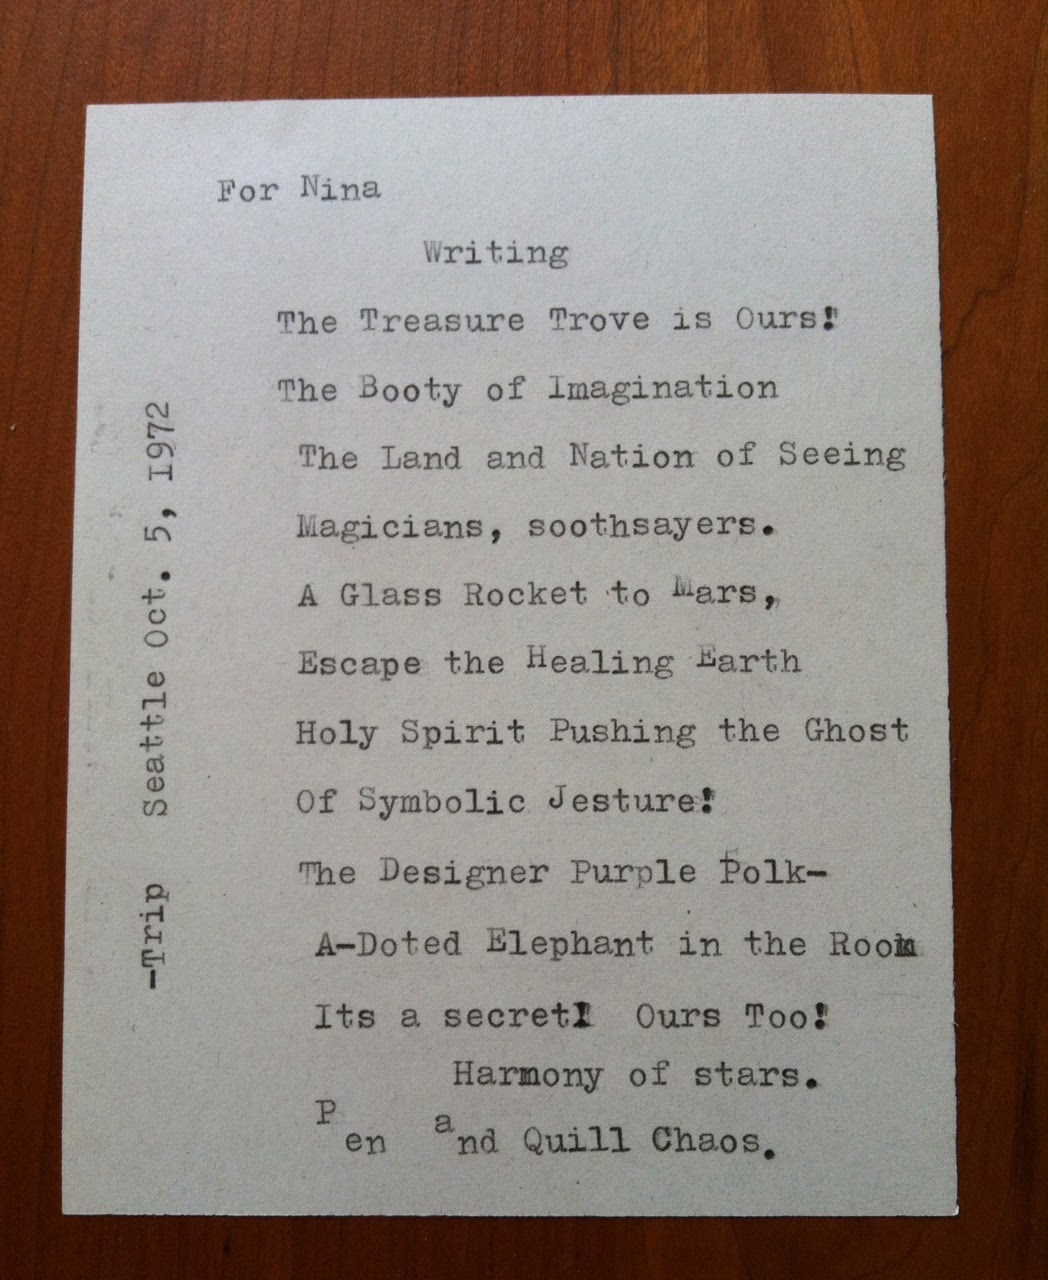 For Nina
Writing
The Treasure Trove is Ours!
The Booty of Imagination
The Land and Nation of Seeing
Magicians, soothsayers.
A Glass Rocket to Mars,
Escape the Healing Earth
Holy Spirit Pushing the Ghost
Of Symbolic Jesture!
The Designer Purple Polk-
A-Doted Elephant in the Room
Its a secret! Ours Too!
Harmony of stars.
Pen and Quill Chaos.
-Trip Seattle Oct. 5, 1972